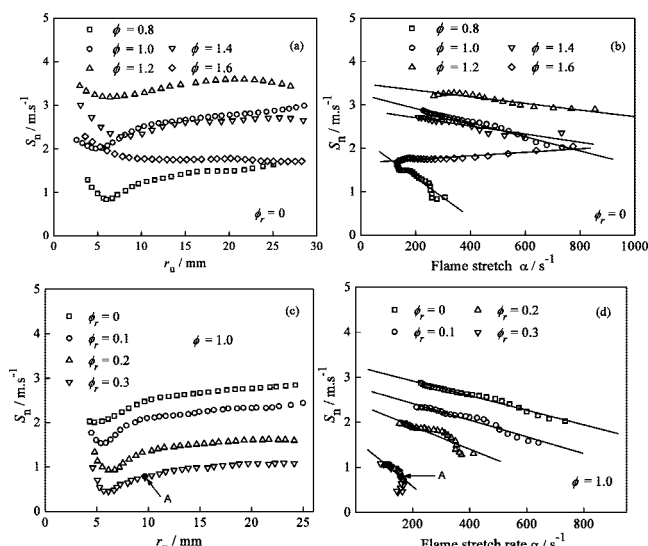 5
4
3
2
1
0
S_n / m.s⁻¹
ϕ = 0.8
ϕ = 1.0
ϕ = 1.2
ϕ = 1.4
ϕ = 1.6
(a)
ϕ_r = 0
0 5 10 15 20 25 30
r_u / mm
5
4
3
2
1
0
S_n / m.s⁻¹
ϕ = 0.8
ϕ = 1.0
ϕ = 1.2
ϕ = 1.4
ϕ = 1.6
(b)
ϕ_r = 0
0 200 400 600 800 1000
Flame stretch α / s⁻¹
5
4
3
2
1
0
S_n / m.s⁻¹
ϕ_r = 0
ϕ_r = 0.1
ϕ_r = 0.2
ϕ_r = 0.3
(c)
ϕ = 1.0
A
0 5 10 15 20 25
5
4
3
2
1
0
S_n / m.s⁻¹
ϕ_r = 0
ϕ_r = 0.1
ϕ_r = 0.2
ϕ_r = 0.3
(d)
A
ϕ = 1.0
0 200 400 600 800
Flame stretch rate α / s⁻¹